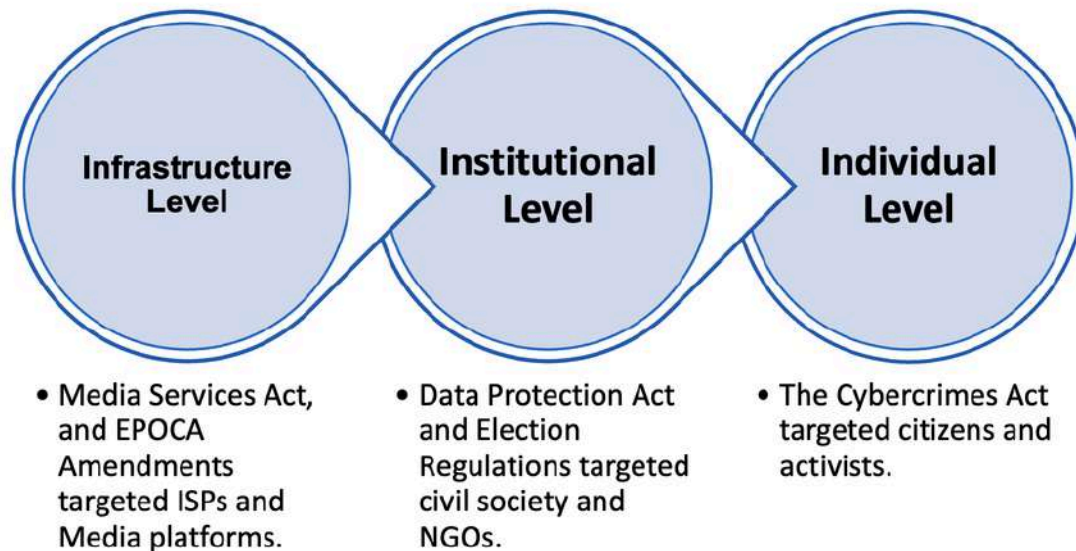 Infrastructure
Level
Institutional
Level
Individual
Level
• Media Services Act,
and EPOCA
Amendments
targeted ISPs and
Media platforms.
• Data Protection Act
and Election
Regulations targeted
civil society and
NGOs.
• The Cybercrimes Act
targeted citizens and
activists.